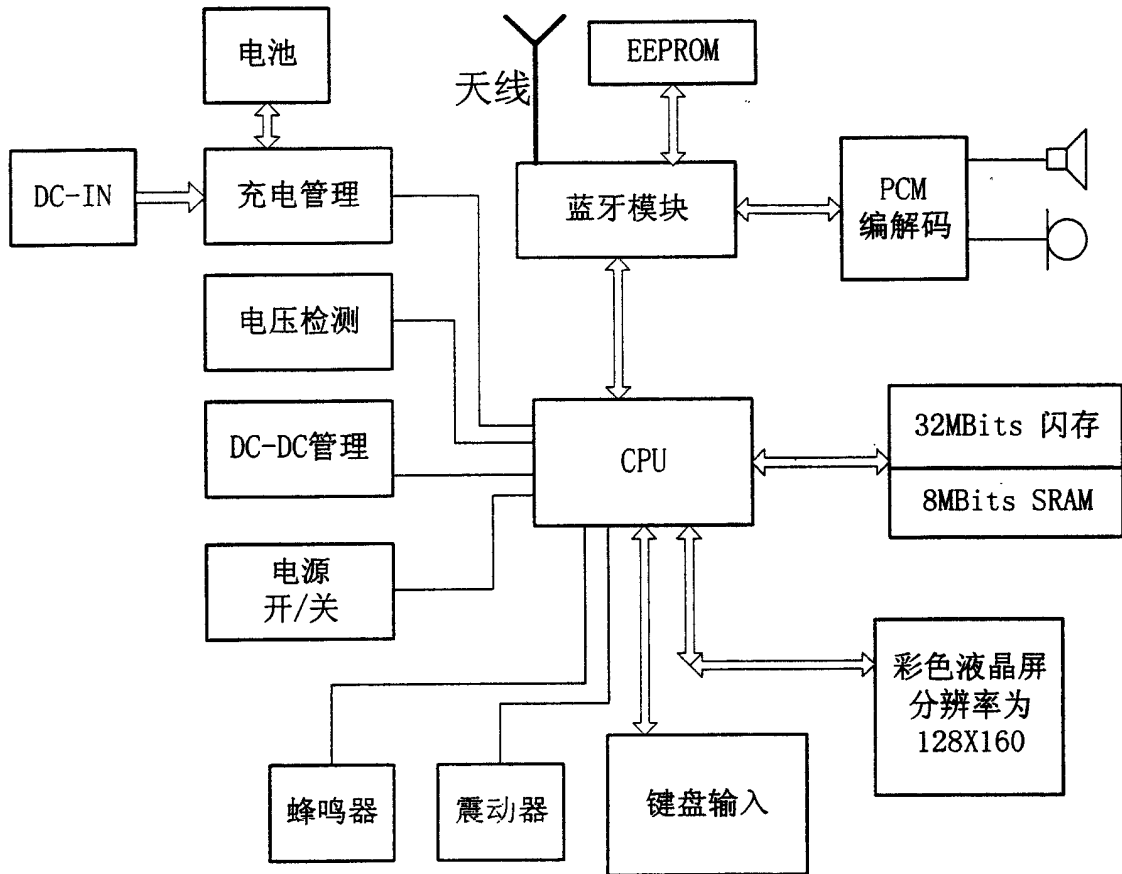 电池
EEPROM
天线
DC-IN
充电管理
蓝牙模块
PCM
编解码
电压检测
DC-DC管理
CPU
32MBits 闪存
8MBits SRAM
电源
开/关
彩色液晶屏
分辨率为
128X160
蜂鸣器
震动器
键盘输入